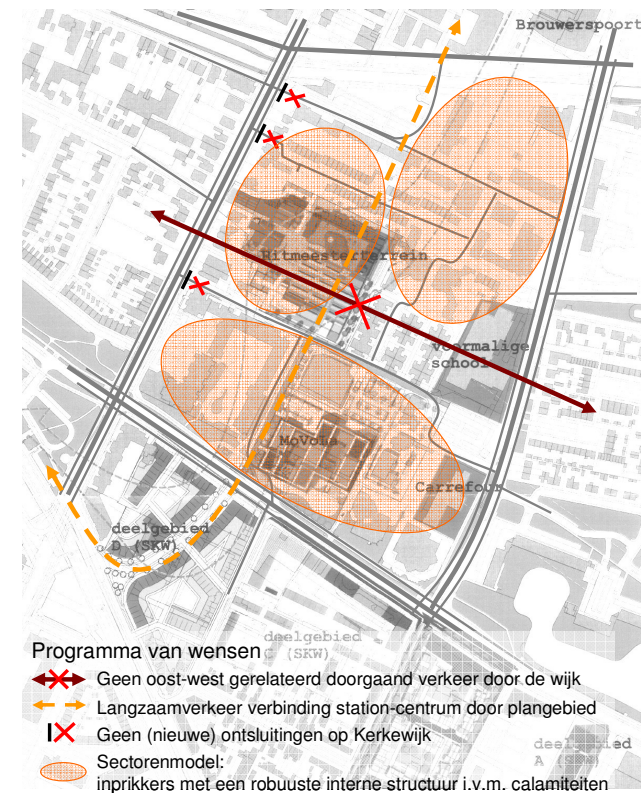 Brouwerspoort
Ritmeesterterrein
voormalige
school
MoVoha
Carrefour
deelgebied
D (SKW)
deelgebied
C (SKW)
Programma van wensen
Geen oost-west gerelateerd doorgaand verkeer door de wijk
Langzaamverkeer verbinding station-centrum door plangebied
Geen (nieuwe) ontsluitingen op Kerkewijk
deelgebied
A (SKW)
Sectorenmodel:
inprikkers met een robuuste interne structuur i.v.m. calamiteiten